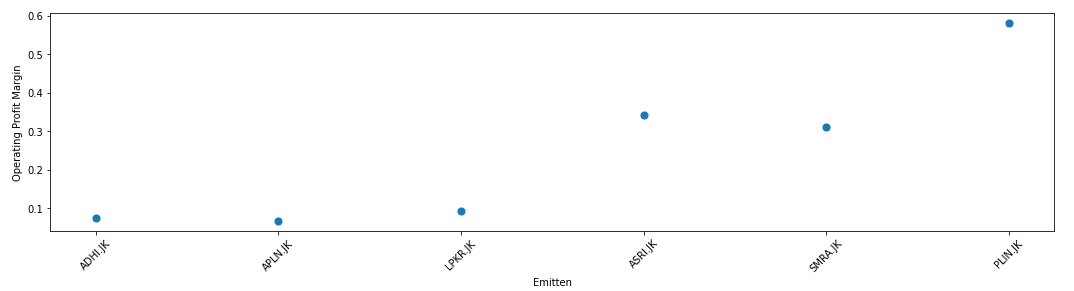 0.6
0.5
0.4
0.3
0.2
0.1
Operating Profit Margin
ADHI.JK
APLN.JK
LPKR.JK
ASRI.JK
SMRA.JK
PLIN.JK
Emitten